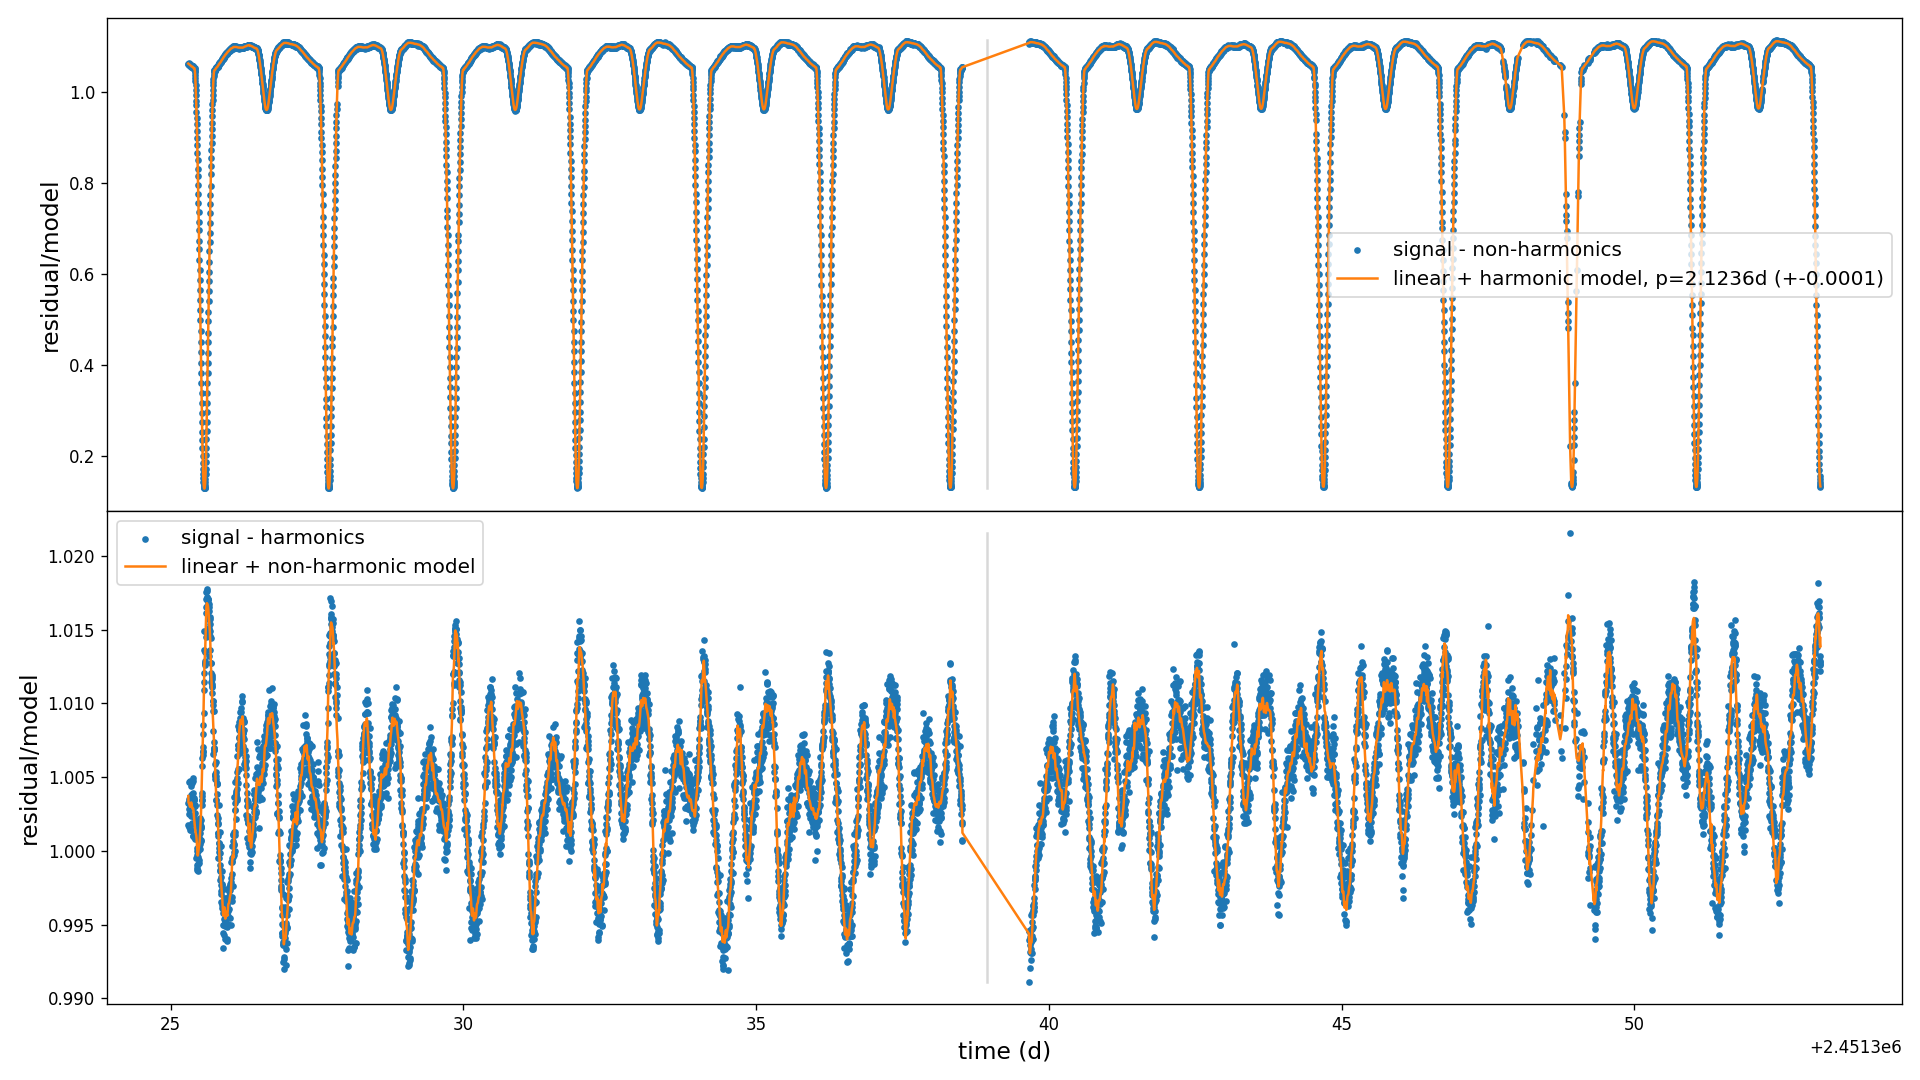 residual/model
1.0
0.8
0.6
0.4
0.2
signal - non-harmonics
linear + harmonic model, p=2.1236d (+-0.0001)
residual/model
1.020
1.015
1.010
1.005
1.000
0.995
0.990
signal - harmonics
linear + non-harmonic model
25 30 35 40 45 50
time (d)
+2.4513e6